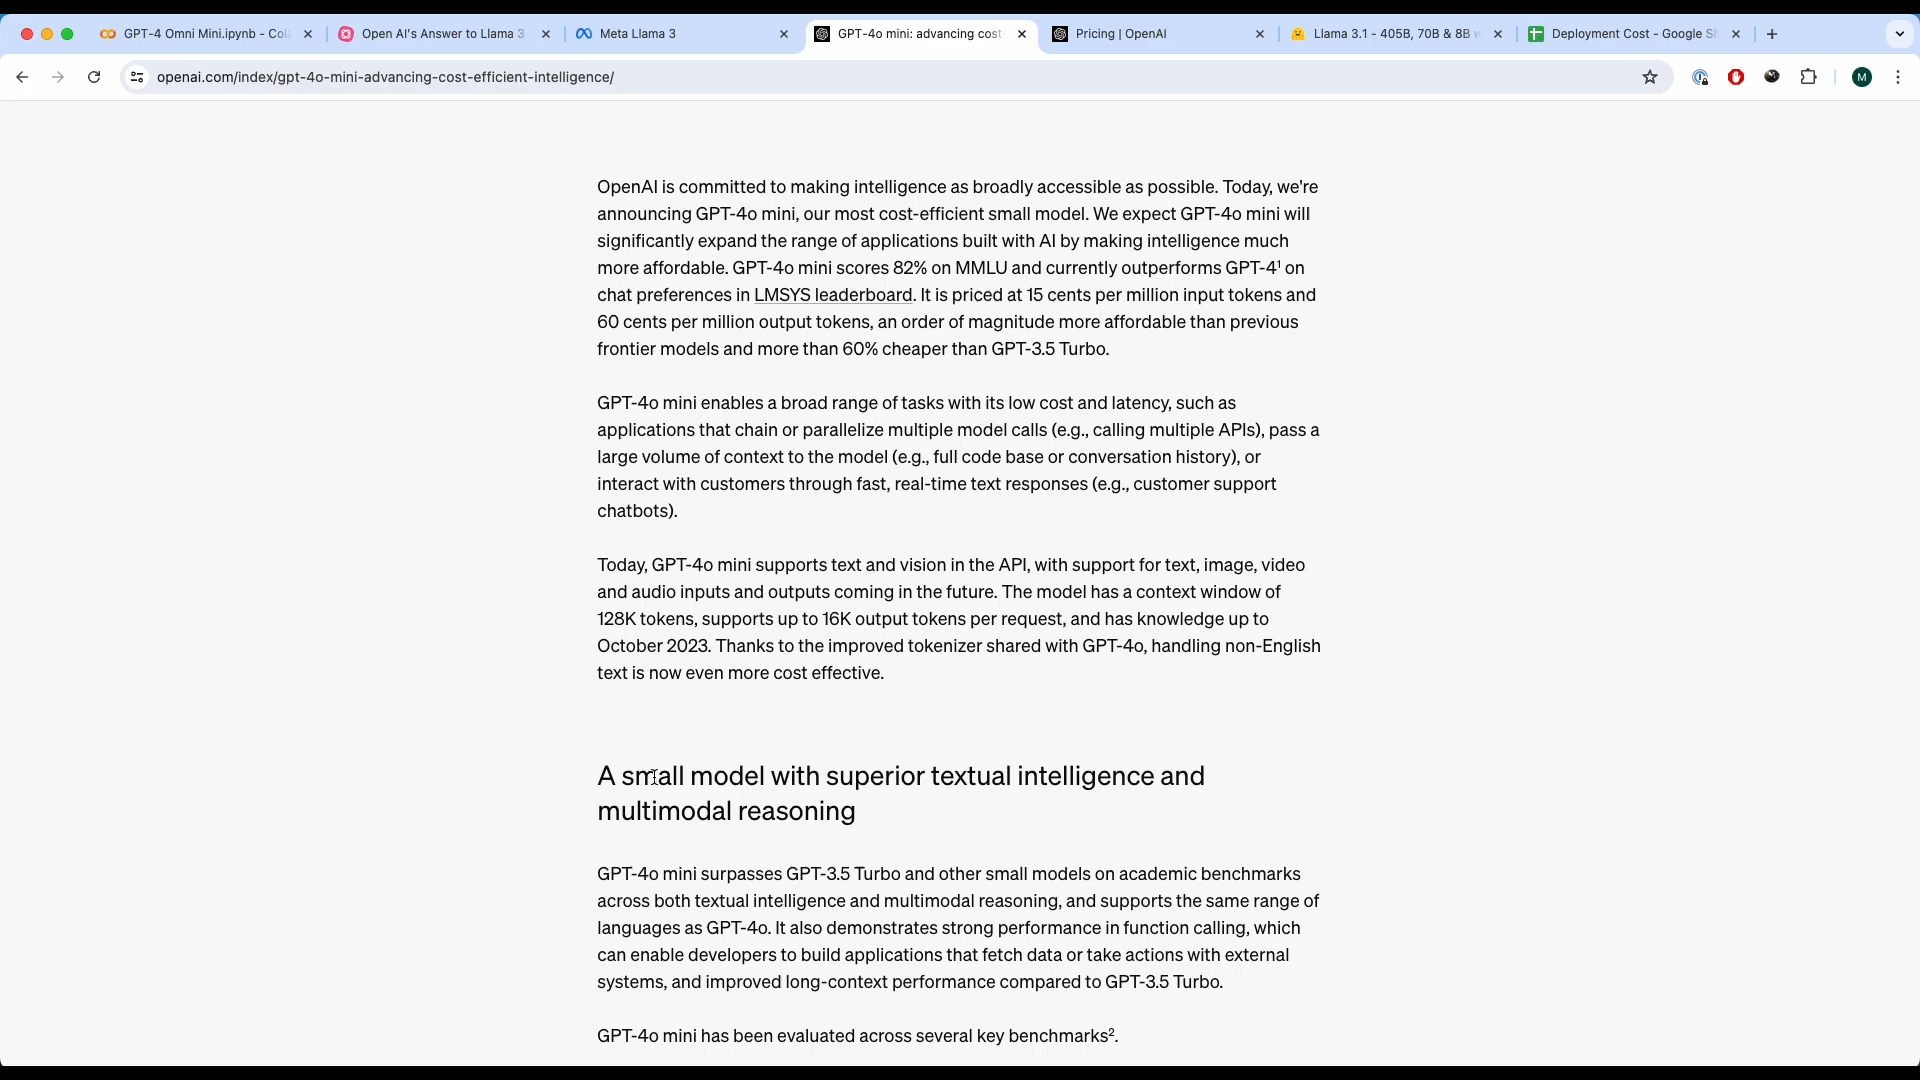 GPT-4 Omni Mini.ipynb - Col
Open AI's Answer to Llama 3
Meta Llama 3
GPT-4o mini: advancing cost
Pricing | OpenAI
Llama 3.1 - 405B, 70B & 8B w
Deployment Cost - Google Sh
openai.com/index/gpt-4o-mini-advancing-cost-efficient-intelligence/
M
OpenAI is committed to making intelligence as broadly accessible as possible. Today, we're
announcing GPT-4o mini, our most cost-efficient small model. We expect GPT-4o mini will
significantly expand the range of applications built with AI by making intelligence much
more affordable. GPT-4o mini scores 82% on MMLU and currently outperforms GPT-4¹ on
chat preferences in LMSYS leaderboard. It is priced at 15 cents per million input tokens and
60 cents per million output tokens, an order of magnitude more affordable than previous
frontier models and more than 60% cheaper than GPT-3.5 Turbo.
GPT-4o mini enables a broad range of tasks with its low cost and latency, such as
applications that chain or parallelize multiple model calls (e.g., calling multiple APIs), pass a
large volume of context to the model (e.g., full code base or conversation history), or
interact with customers through fast, real-time text responses (e.g., customer support
chatbots).
Today, GPT-4o mini supports text and vision in the API, with support for text, image, video
and audio inputs and outputs coming in the future. The model has a context window of
128K tokens, supports up to 16K output tokens per request, and has knowledge up to
October 2023. Thanks to the improved tokenizer shared with GPT-4o, handling non-English
text is now even more cost effective.
A small model with superior textual intelligence and
multimodal reasoning
GPT-4o mini surpasses GPT-3.5 Turbo and other small models on academic benchmarks
across both textual intelligence and multimodal reasoning, and supports the same range of
languages as GPT-4o. It also demonstrates strong performance in function calling, which
can enable developers to build applications that fetch data or take actions with external
systems, and improved long-context performance compared to GPT-3.5 Turbo.
GPT-4o mini has been evaluated across several key benchmarks².